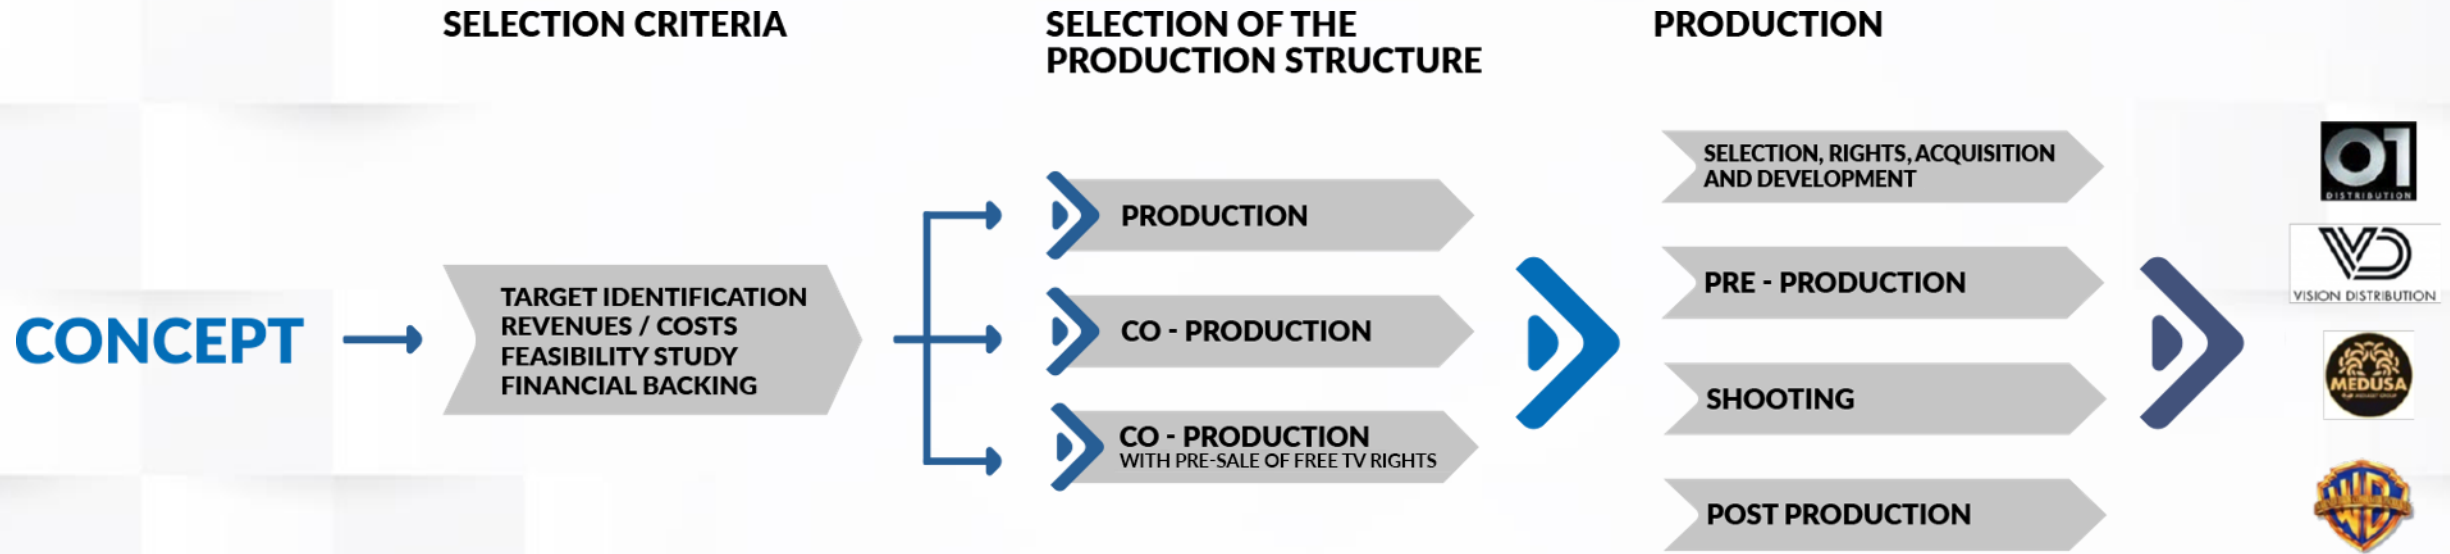 SELECTION CRITERIA
SELECTION OF THE
PRODUCTION STRUCTURE
PRODUCTION
CONCEPT
TARGET IDENTIFICATION
REVENUES / COSTS
FEASIBILITY STUDY
FINANCIAL BACKING
PRODUCTION
CO - PRODUCTION
CO - PRODUCTION
WITH PRE-SALE OF FREE TV RIGHTS
SELECTION, RIGHTS, ACQUISITION
AND DEVELOPMENT
PRE - PRODUCTION
SHOOTING
POST PRODUCTION
01
DISTRIBUTION
VD
VISION DISTRIBUTION
MEDUSA
WB